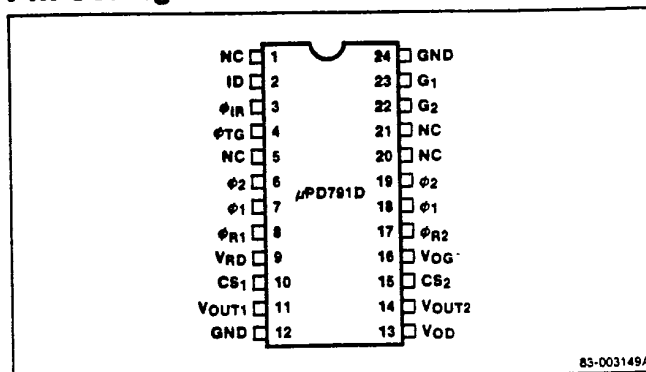 NC 1 24 GND
ID 2 23 G1
ϕIR 3 22 G2
ϕTG 4 21 NC
NC 5 20 NC
ϕ2 6 19 ϕ2
μPD791D
ϕ1 7 18 ϕ1
ϕR1 8 17 ϕR2
VRD 9 16 VOG
CS1 10 15 CS2
VOUT1 11 14 VOUT2
GND 12 13 VOD
83-003149A